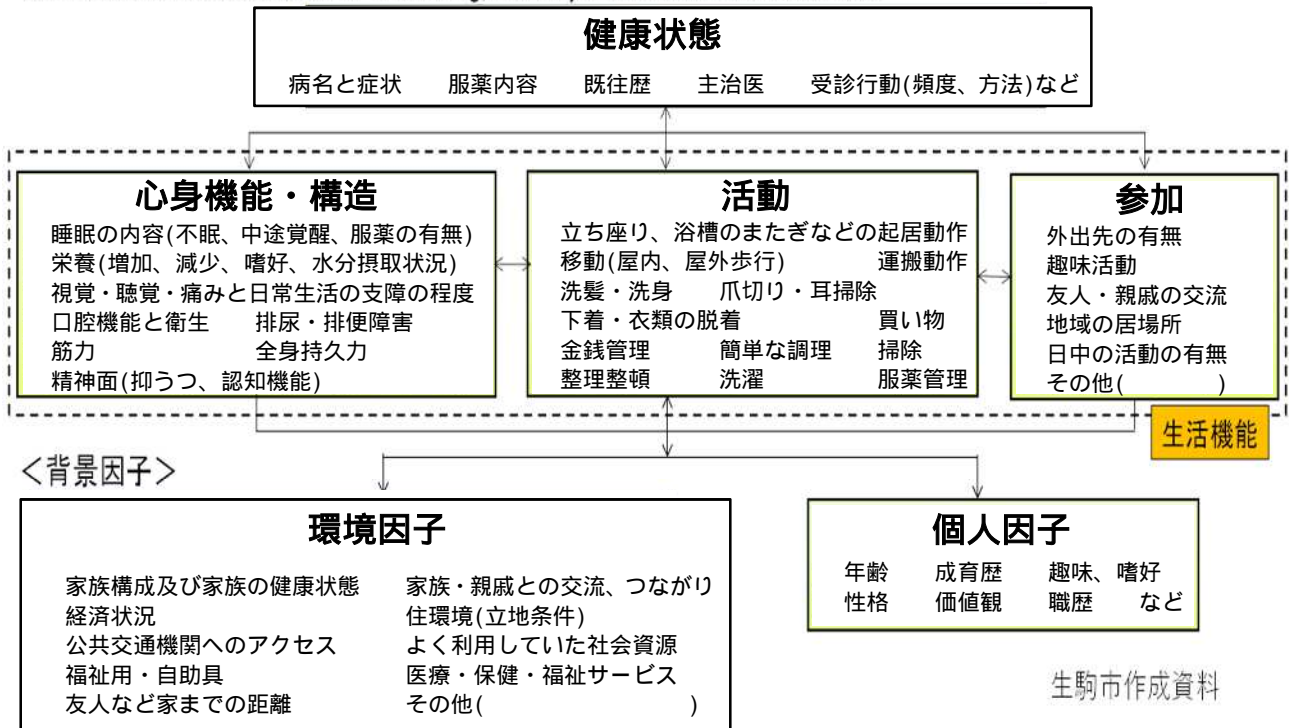 健康状態
病名と症状 服薬内容 既往歴 主治医 受診行動(頻度、方法)など
心身機能・構造
睡眠の内容(不眠、中途覚醒、服薬の有無)
栄養(増加、減少、嗜好、水分摂取状況)
視覚・聴覚・痛みと日常生活の支障の程度
口腔機能と衛生 排尿・排便障害
筋力 全身持久力
精神面(抑うつ、認知機能)
活動
立ち座り、浴槽のまたぎなどの起居動作
移動(屋内、屋外歩行) 運搬動作
洗髪・洗身 爪切り・耳掃除
下着・衣類の脱着 買い物
金銭管理 簡単な調理 掃除
整理整頓 洗濯 服薬管理
参加
外出先の有無
趣味活動
友人・親戚の交流
地域の居場所
日中の活動の有無
その他( )
生活機能
<背景因子>
環境因子
家族構成及び家族の健康状態 家族・親戚との交流、つながり
経済状況 住環境(立地条件)
公共交通機関へのアクセス よく利用していた社会資源
福祉用・自助具 医療・保健・福祉サービス
友人など家までの距離 その他( )
個人因子
年齢 成育歴 趣味、嗜好
性格 価値観 職歴 など
生駒市作成資料